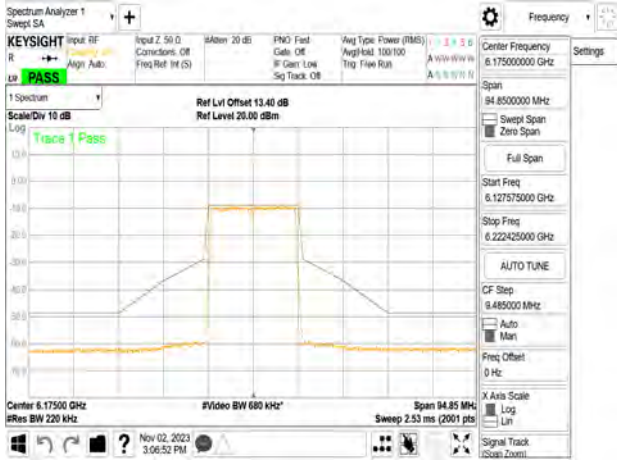 Spectrum Analyzer 1
Swept SA
+
Frequency
KEYSIGHT
Input: RF
Align: Auto
R
LXI
PASS
Input Z: 50 Ω
Corrections: Off
Freq Ref: Int (S)
#Atten: 20 dB
PNO: Fast
Gate: Off
IF Gain: Low
Sig Track: Off
Avg Type: Power (RMS)
Avg|Hold: 100/100
Trig: Free Run
1 Spectrum
Scale/Div 10 dB
Ref Lvl Offset 13.40 dB
Ref Level 20.00 dBm
Log
Trace 1 Pass
Center 6.17500 GHz
#Res BW 220 kHz
#Video BW 680 kHz*
Span 94.85 MHz
Sweep 2.53 ms (2001 pts
?
Nov 02, 2023
3:06:52 PM
Center Frequency
6.175000000 GHz
Settings
Span
94.8500000 MHz
Swept Span
Zero Span
Full Span
Start Freq
6.127575000 GHz
Stop Freq
6.222425000 GHz
AUTO TUNE
CF Step
9.485000 MHz
Auto
Man
Freq Offset
0 Hz
X Axis Scale
Log
Lin
Signal Track
(Span Zoom)